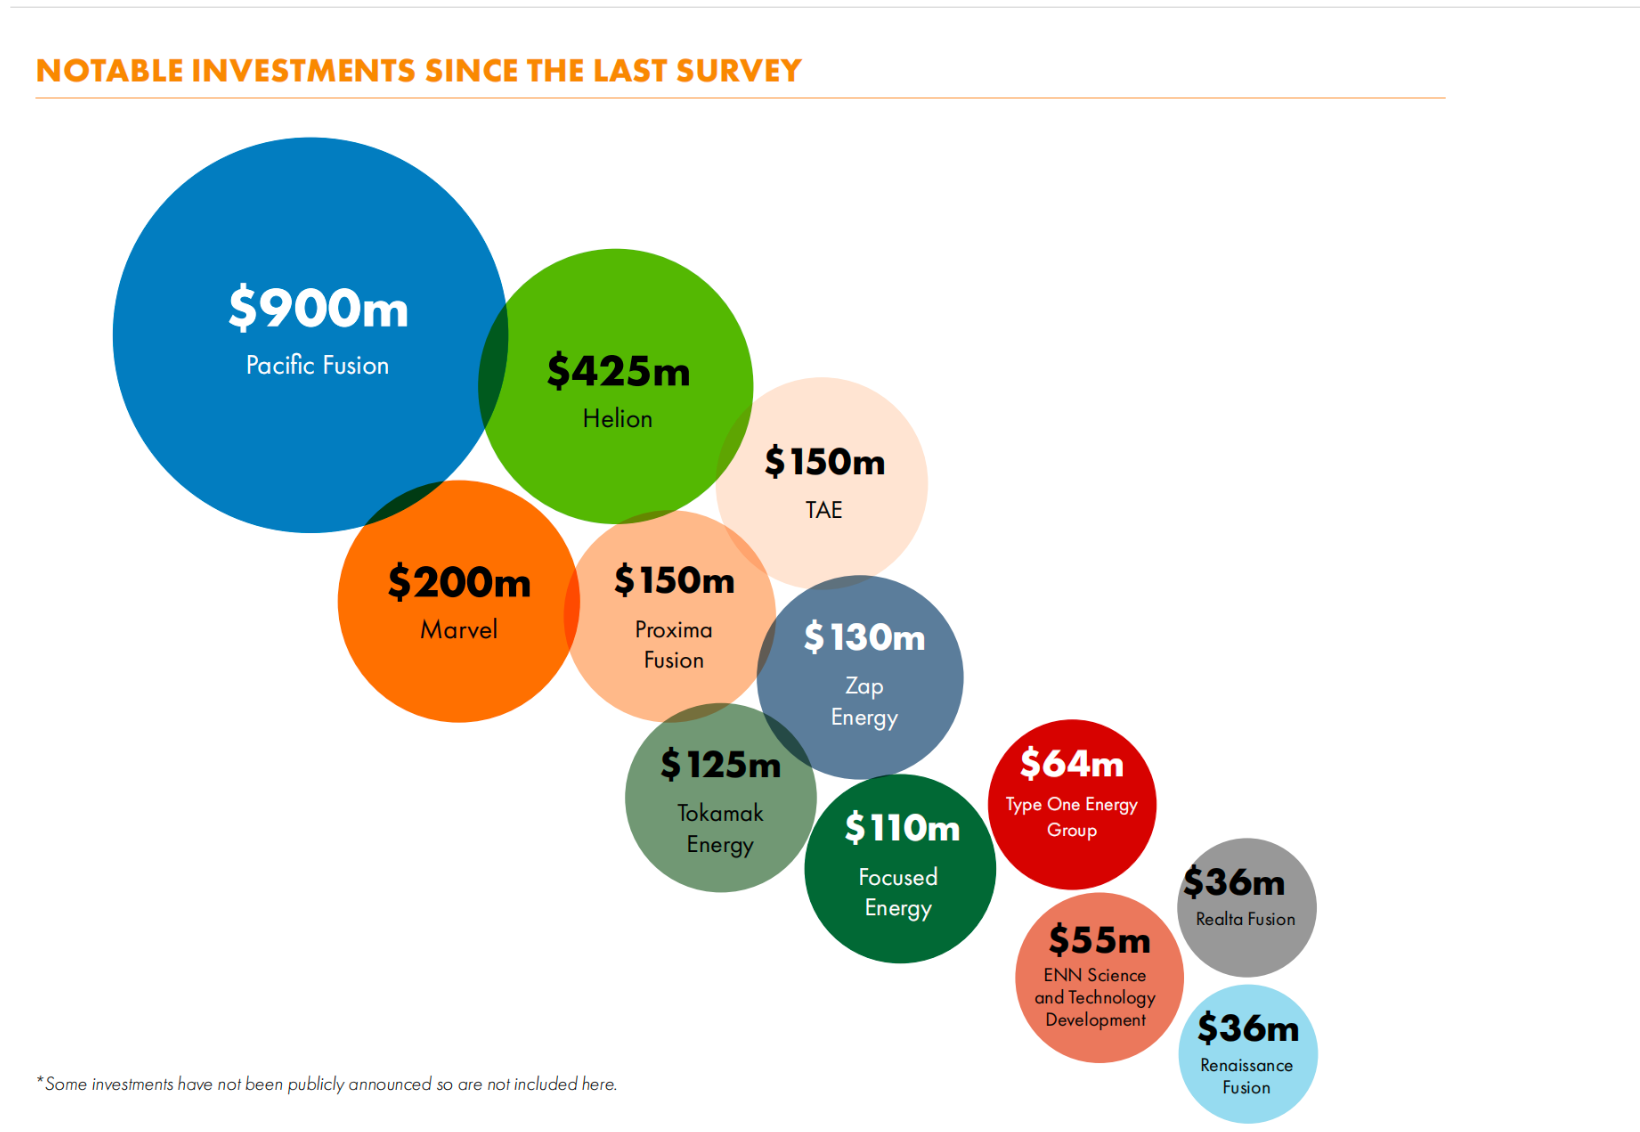 NOTABLE INVESTMENTS SINCE THE LAST SURVEY
$900m
Pacific Fusion
$425m
Helion
$150m
TAE
$200m
Marvel
$150m
Proxima
Fusion
$130m
Zap
Energy
$125m
Tokamak
Energy
$110m
Focused
Energy
$64m
Type One Energy
Group
$55m
ENN Science
and Technology
Development
$36m
Realta Fusion
$36m
Renaissance
Fusion
*Some investments have not been publicly announced so are not included here.